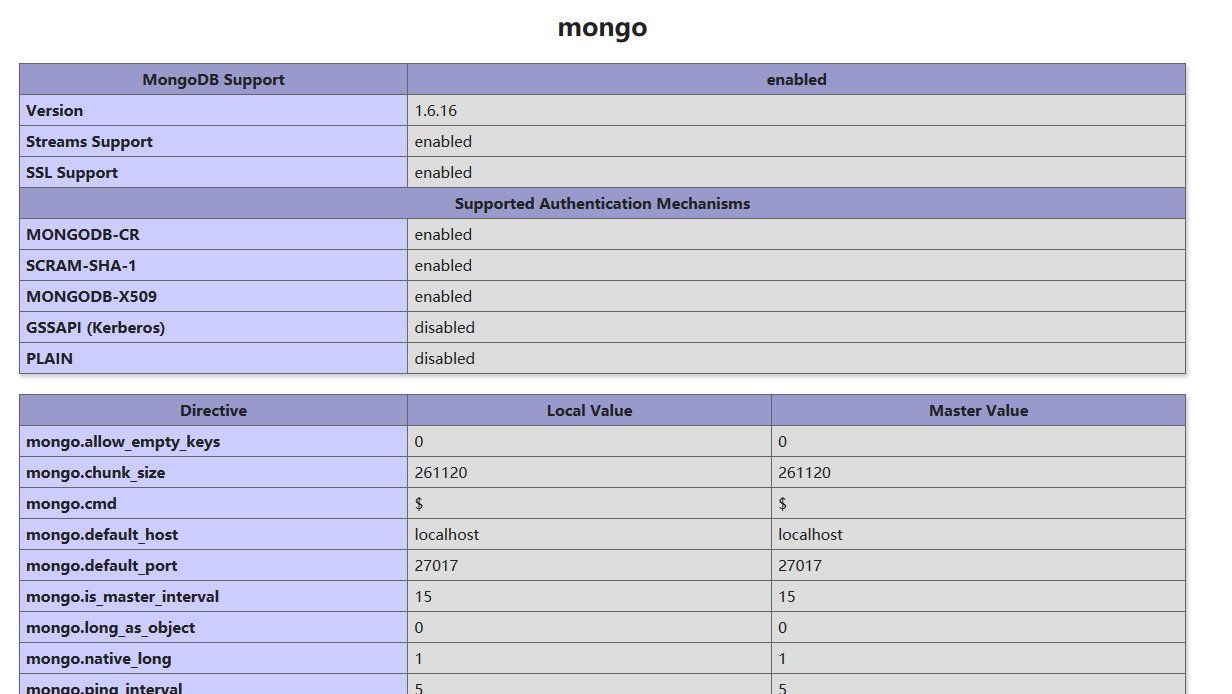 mongo
MongoDB Support enabled
Version 1.6.16
Streams Support enabled
SSL Support enabled
Supported Authentication Mechanisms
MONGODB-CR enabled
SCRAM-SHA-1 enabled
MONGODB-X509 enabled
GSSAPI (Kerberos) disabled
PLAIN disabled
Directive Local Value Master Value
mongo.allow_empty_keys 0 0
mongo.chunk_size 261120 261120
mongo.cmd $ $
mongo.default_host localhost localhost
mongo.default_port 27017 27017
mongo.is_master_interval 15 15
mongo.long_as_object 0 0
mongo.native_long 1 1
mongo.ping_interval 5 5